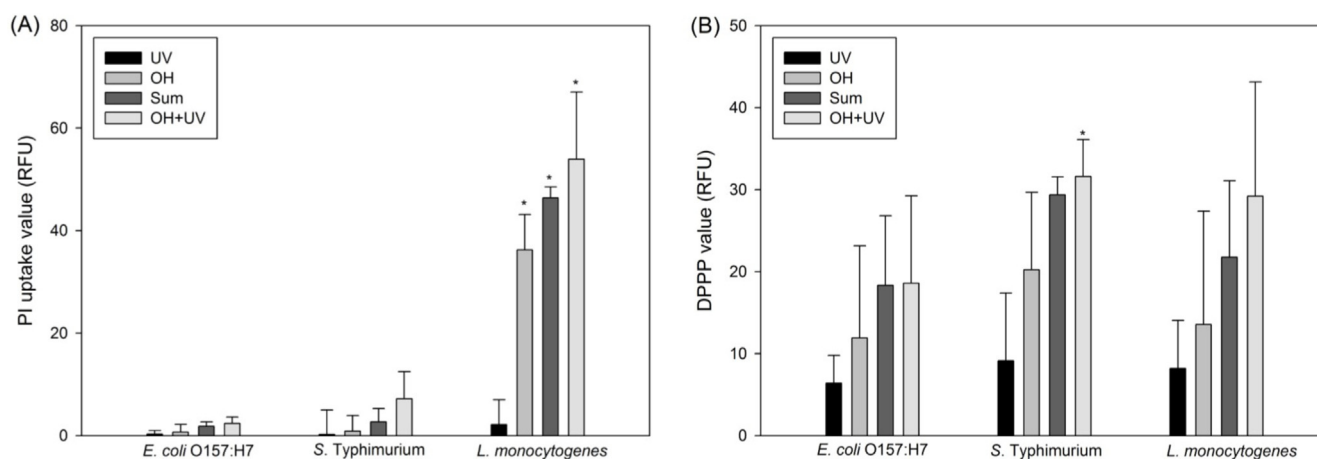 (A)
PI uptake value (RFU)
80
60
40
20
0
UV
OH
Sum
OH+UV
*
*
*
E. coli O157:H7
S. Typhimurium
L. monocytogenes
(B)
DPPP value (RFU)
50
40
30
20
10
0
UV
OH
Sum
OH+UV
*
E. coli O157:H7
S. Typhimurium
L. monocytogenes